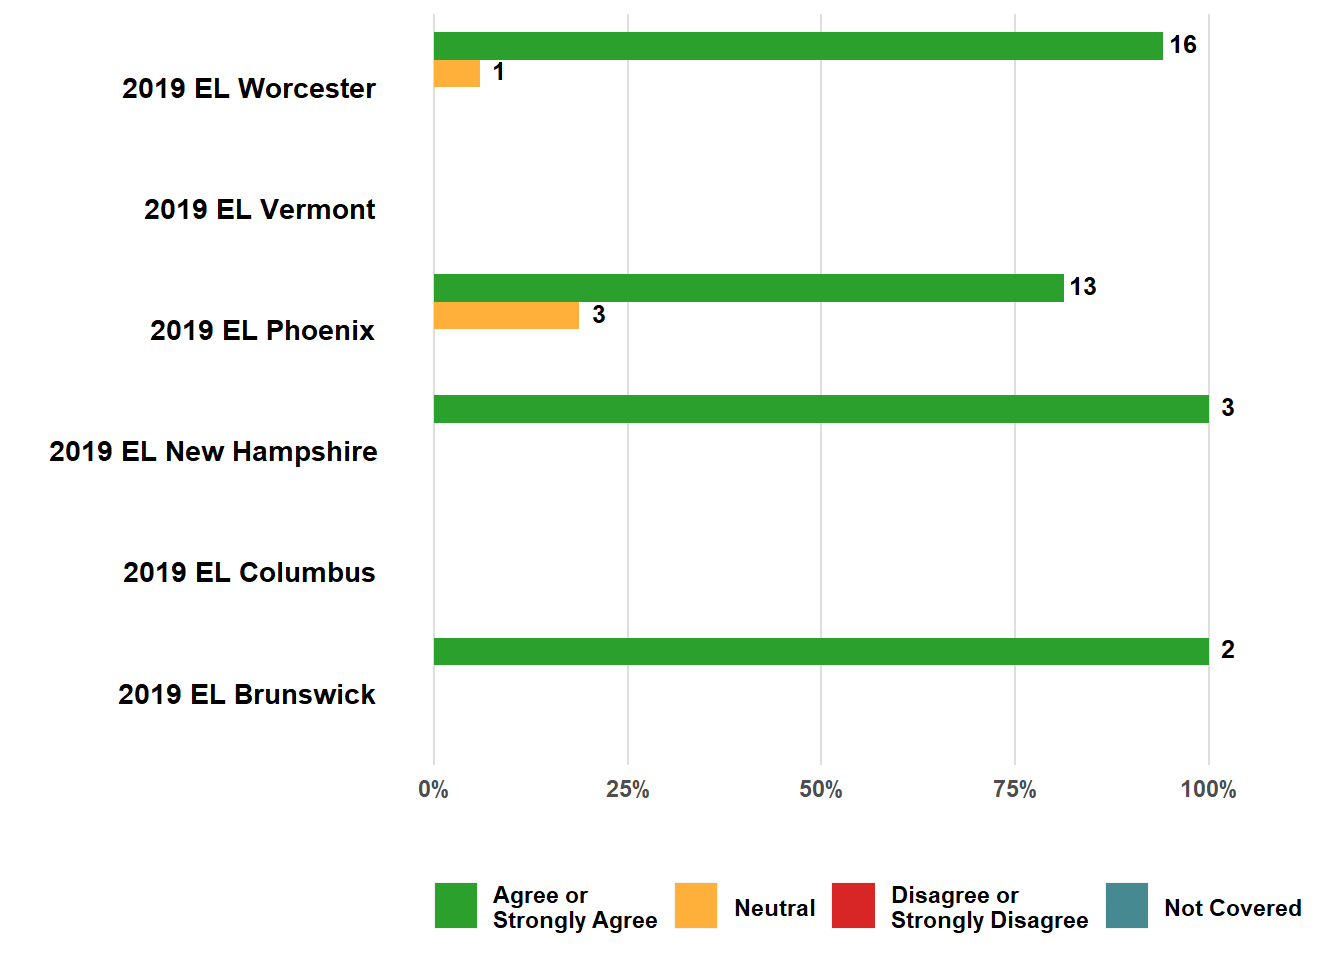 16
1
2019 EL Worcester
2019 EL Vermont
13
3
2019 EL Phoenix
3
2019 EL New Hampshire
2019 EL Columbus
2
2019 EL Brunswick
0% 25% 50% 75% 100%
Agree or
Strongly Agree
Neutral
Disagree or
Strongly Disagree
Not Covered